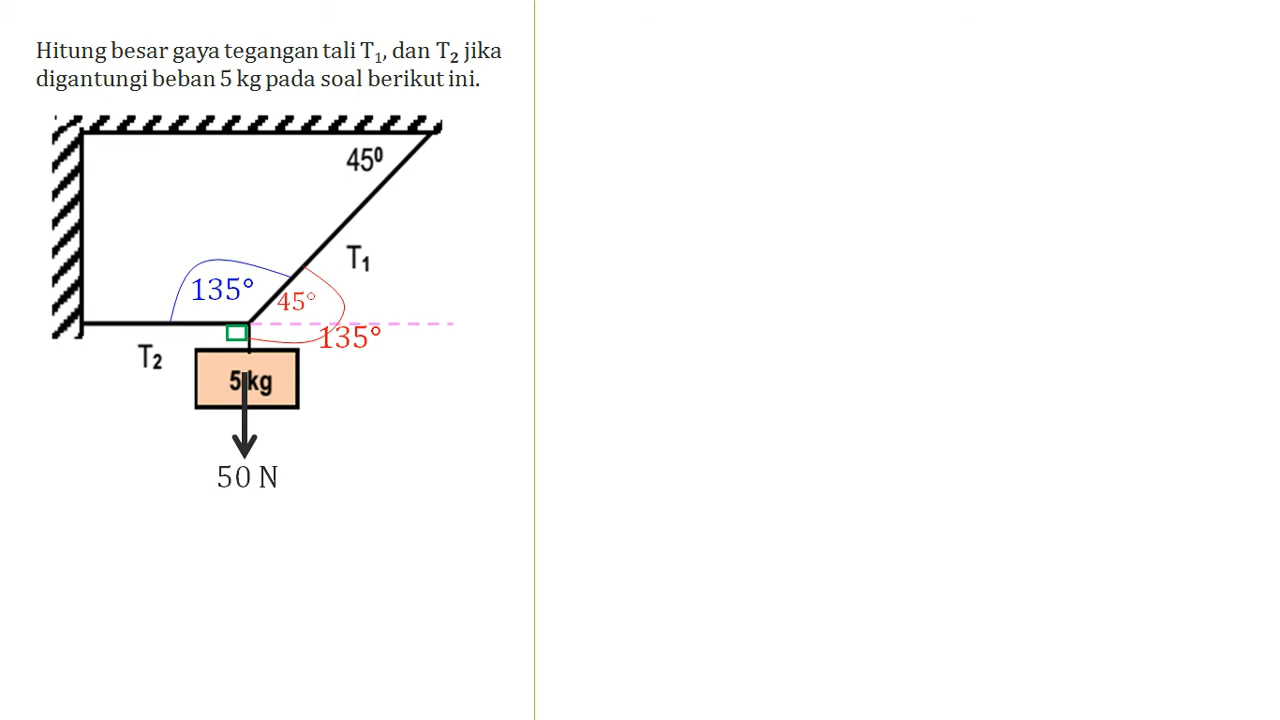 Hitung besar gaya tegangan tali T₁, dan T₂ jika
digantungi beban 5 kg pada soal berikut ini.
45⁰
T₁
135°
45°
135°
T₂
5 kg
50 N